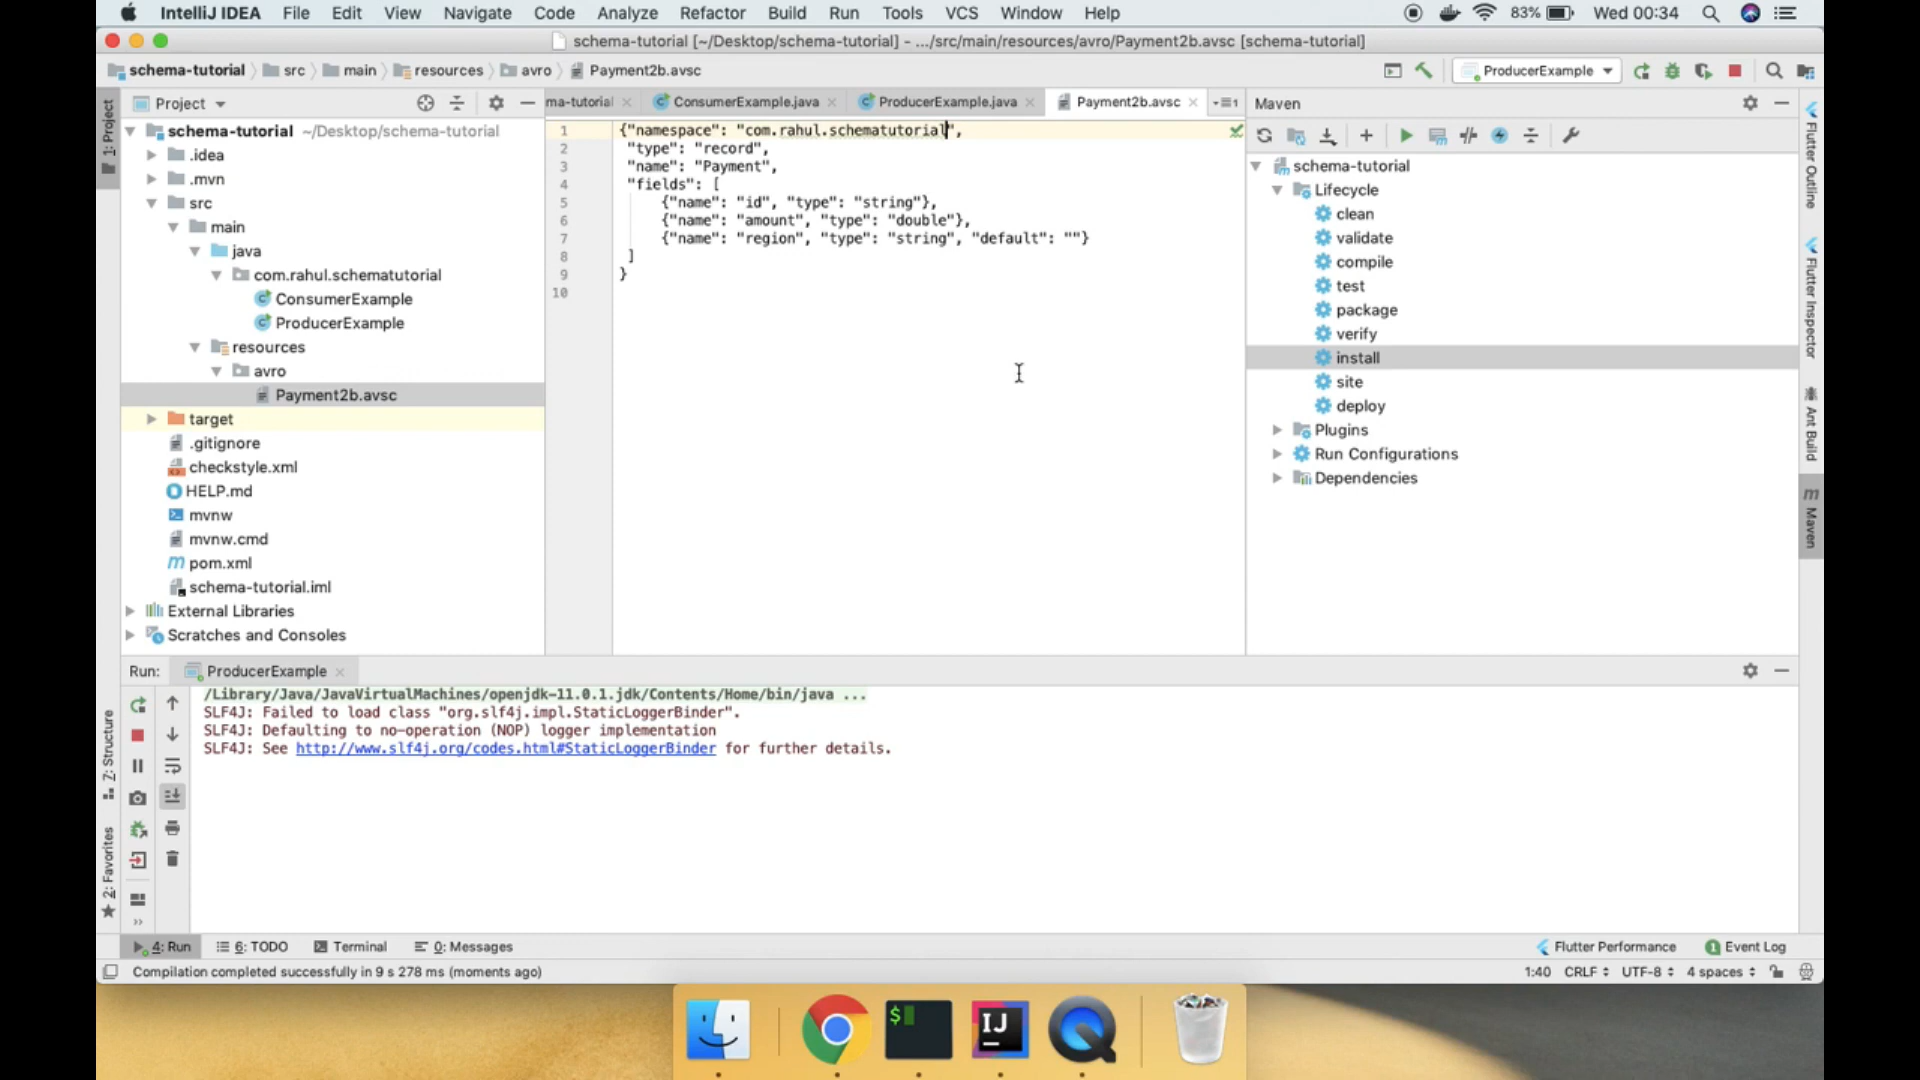 IntelliJ IDEA File Edit View Navigate Code Analyze Refactor Build Run Tools VCS Window Help 83% Wed 00:34
schema-tutorial [~/Desktop/schema-tutorial] - .../src/main/resources/avro/Payment2b.avsc [schema-tutorial]
schema-tutorial src main resources avro Payment2b.avsc ProducerExample
1: Project
Project
ma-tutorial ConsumerExample.java ProducerExample.java Payment2b.avsc
schema-tutorial ~/Desktop/schema-tutorial
.idea
.mvn
src
main
java
com.rahul.schematutorial
ConsumerExample
ProducerExample
resources
avro
Payment2b.avsc
target
.gitignore
checkstyle.xml
HELP.md
mvnw
mvnw.cmd
pom.xml
schema-tutorial.iml
External Libraries
Scratches and Consoles
1 {"namespace": "com.rahul.schematutorial",
2 "type": "record",
3 "name": "Payment",
4 "fields": [
5 {"name": "id", "type": "string"},
6 {"name": "amount", "type": "double"},
7 {"name": "region", "type": "string", "default": ""}
8 ]
9 }
10
Maven
schema-tutorial
Lifecycle
clean
validate
compile
test
package
verify
install
site
deploy
Plugins
Run Configurations
Dependencies
Flutter Outline
Flutter Inspector
Ant Build
m Maven
Run: ProducerExample
/Library/Java/JavaVirtualMachines/openjdk-11.0.1.jdk/Contents/Home/bin/java ...
SLF4J: Failed to load class "org.slf4j.impl.StaticLoggerBinder".
SLF4J: Defaulting to no-operation (NOP) logger implementation
SLF4J: See http://www.slf4j.org/codes.html#StaticLoggerBinder for further details.
Z: Structure
2: Favorites
4: Run 6: TODO Terminal 0: Messages Flutter Performance 1 Event Log
Compilation completed successfully in 9 s 278 ms (moments ago) 1:40 CRLF UTF-8 4 spaces
$
IJ